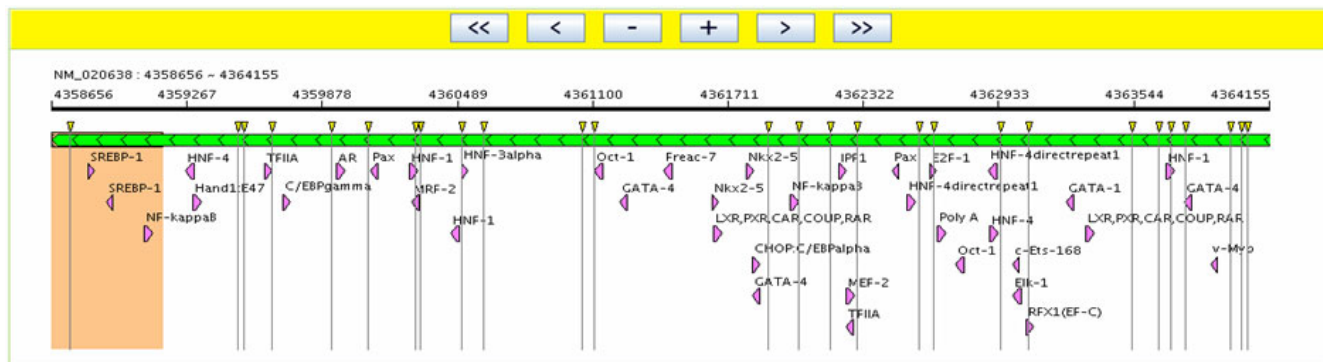 << < - + > >>
NM_020638 : 4358656 ~ 4364155
4358656 4359267 4359878 4360489 4361100 4361711 4362322 4362933 4363544 4364155
SREBP-1 HNF-4 TFIIA AR Pax HNF-1 HNF-3alpha Oct-1 Freac-7 Nkx2-5 IPF1 Pax E2F-1 HNF-4directrepeat1 HNF-1
SREBP-1 Hand1:E47 C/EBPgamma MRF-2 GATA-4 Nkx2-5 NF-kappaB HNF-4directrepeat1 GATA-1 GATA-4
NF-kappaB HNF-1 LXR,PXR,CAR,COUP,RAR Poly A HNF-4 LXR,PXR,CAR,COUP,RAR
CHOP:C/EBPalpha Oct-1 c-Ets-168 v-Myb
GATA-4 MEF-2 Elk-1
TFIIA RFX1(EF-C)